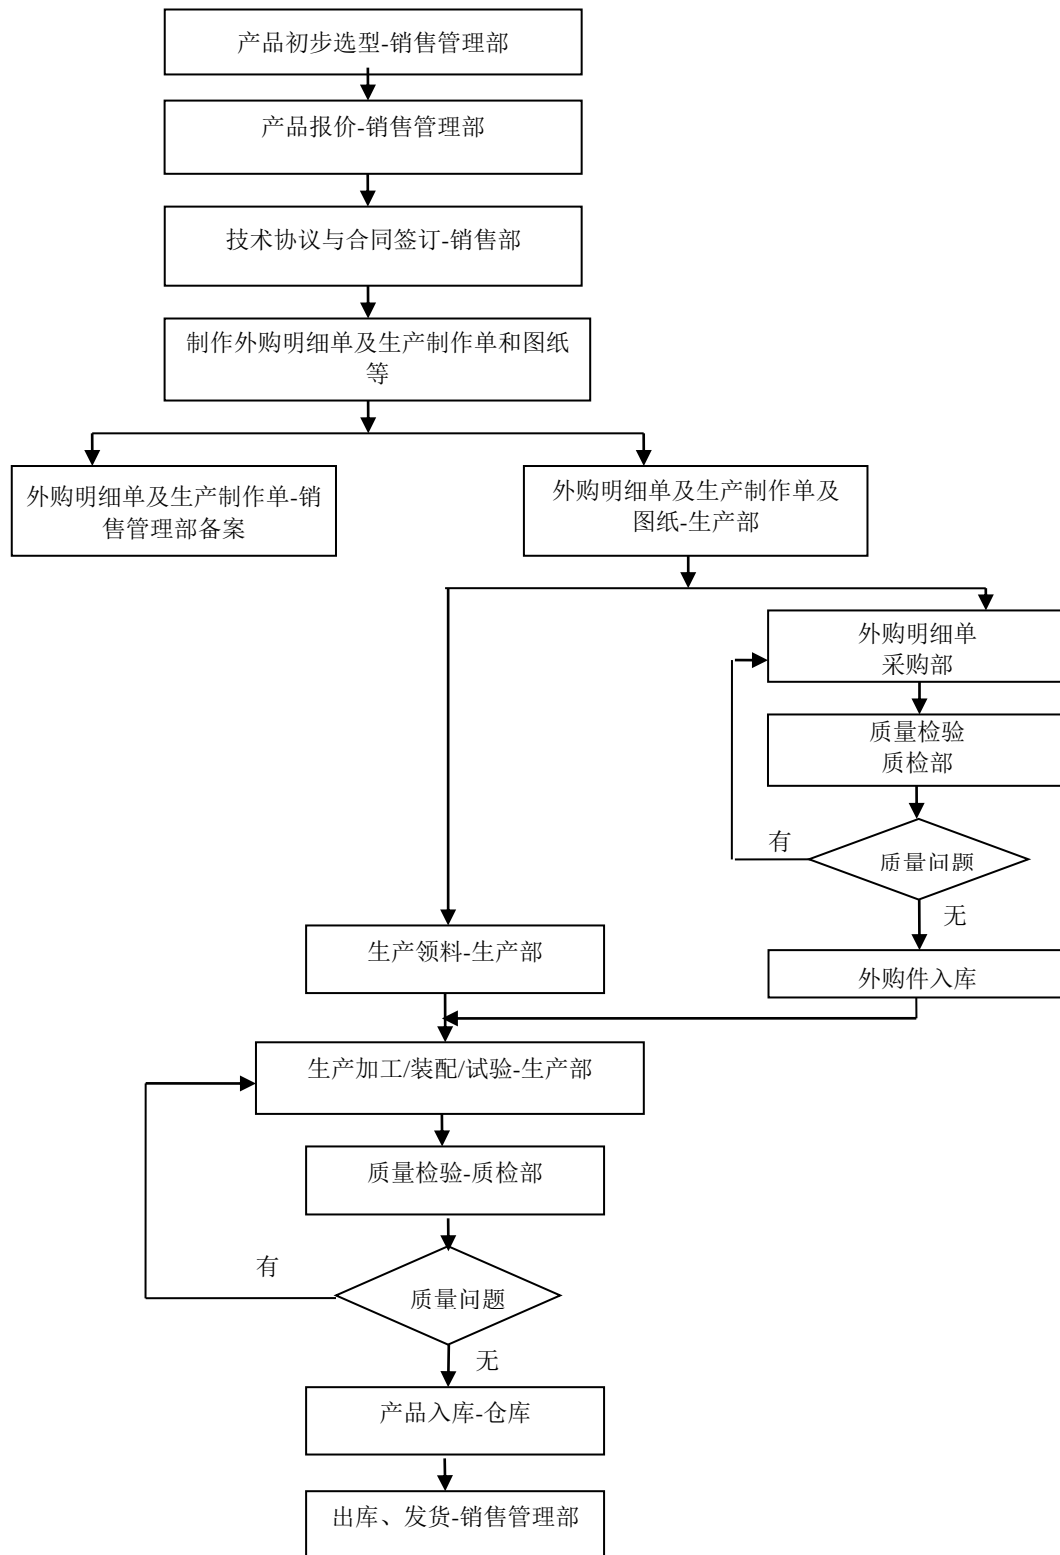 产品初步选型-销售管理部
产品报价-销售管理部
技术协议与合同签订-销售部
制作外购明细单及生产制作单和图纸
等
外购明细单及生产制作单-销
售管理部备案
外购明细单及生产制作单及
图纸-生产部
外购明细单
采购部
质量检验
质检部
有
质量问题
无
生产领料-生产部
外购件入库
生产加工/装配/试验-生产部
质量检验-质检部
有
质量问题
无
产品入库-仓库
出库、发货-销售管理部